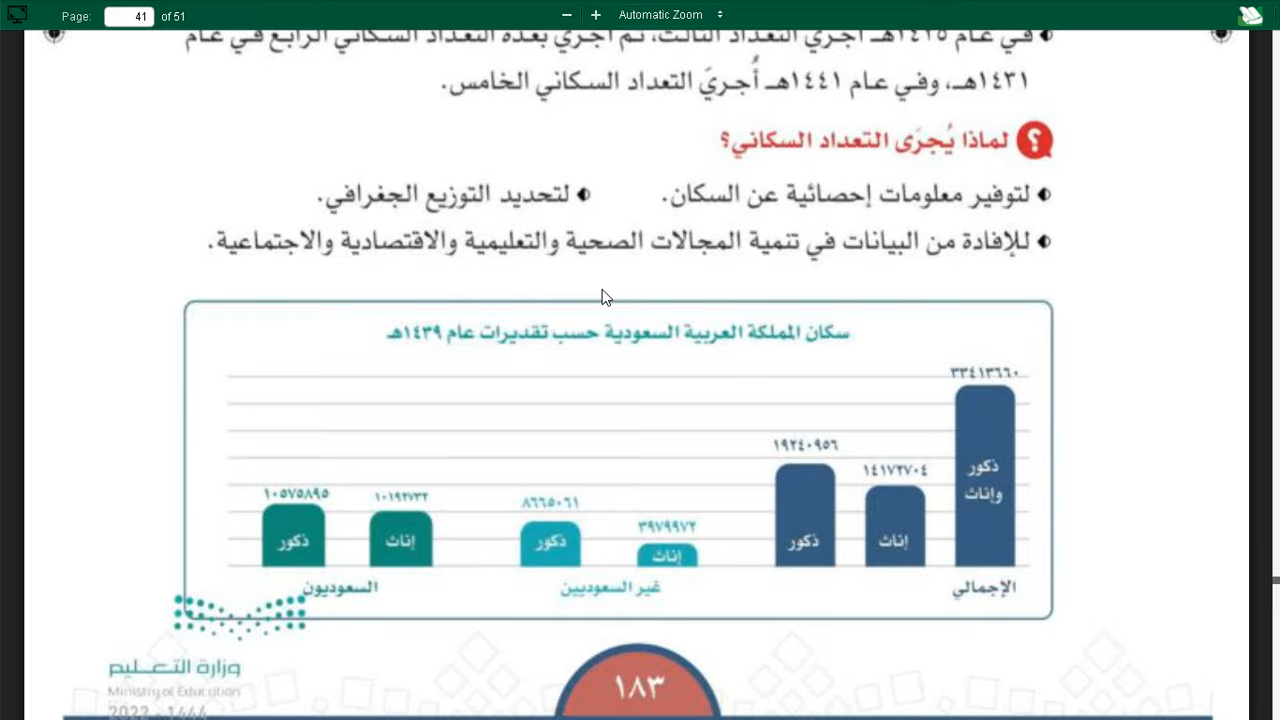 Page: 41 of 51 Automatic Zoom
في عام ١٤٢٥هـ أجري التعداد الثالث، ثم أجري بعده التعداد السكاني الرابع في عام
١٤٣١هـ، وفي عام ١٤٤١هـ أُجريَ التعداد السكاني الخامس.
؟ لماذا يُجرَى التعداد السكاني؟
لتوفير معلومات إحصائية عن السكان. لتحديد التوزيع الجغرافي.
للإفادة من البيانات في تنمية المجالات الصحية والتعليمية والاقتصادية والاجتماعية.
سكان المملكة العربية السعودية حسب تقديرات عام ١٤٣٩هـ
٣٣٤١٣٦٦٠
ذكور
وإناث
١٤١٧٢٧٠٤
إناث
١٩٢٤٠٩٥٦
ذكور
الإجمالي
٣٩٧٩٩٧٢
إناث
٨٦٦٥٠٦١
ذكور
غير السعوديين
١٠١٩٢٧٣٢
إناث
١٠٥٧٥٨٩٥
ذكور
السعوديون
وزارة التعليم
Ministry of Education
2022 - 1444
١٨٣